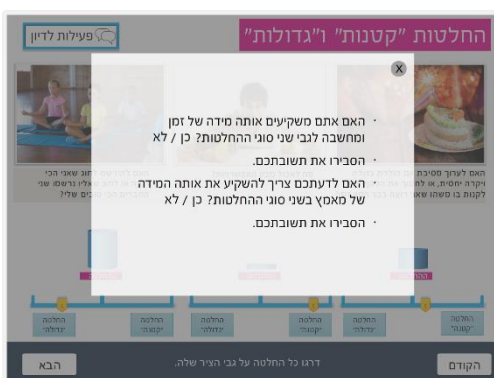 החלטות "קטנות" ו"גדולות"
פעילות לדיון
X
· האם אתם משקיעים אותה מידה של זמן
ומחשבה לגבי שני סוגי ההחלטות? כן / לא
· הסבירו את תשובתכם.
· האם לדעתכם צריך להשקיע את אותה המידה
של מאמץ בשני סוגי ההחלטות? כן / לא
· הסבירו את תשובתכם.
החלטה
"קטנה"
החלטה
"גדולה"
החלטה
"קטנה"
החלטה
"גדולה"
החלטה
"קטנה"
החלטה
"גדולה"
הקודם
דרגו כל החלטה על גבי הציר שלה.
הבא